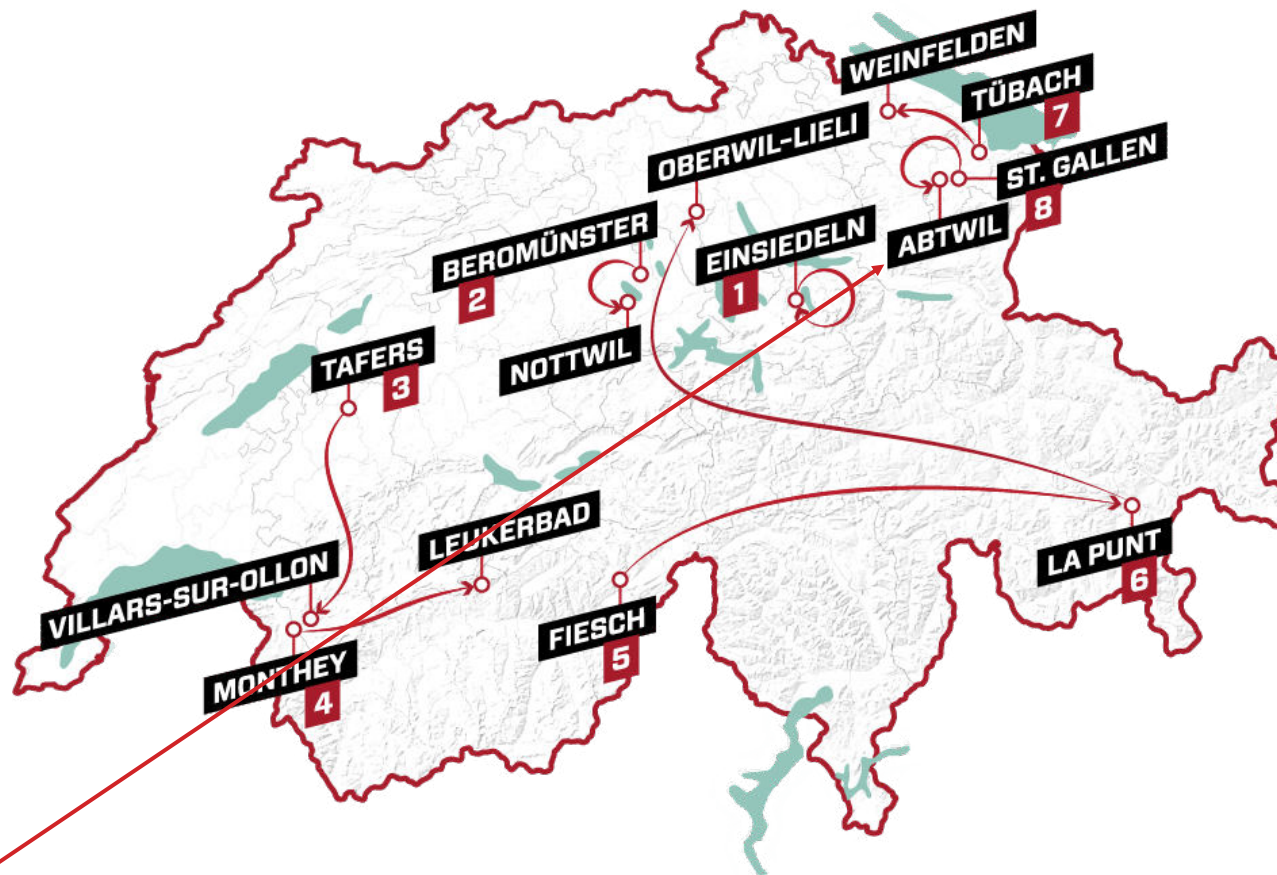 WEINFELDEN
TÜBACH
7
OBERWIL-LIELI
ST. GALLEN
8
ABTWIL
BEROMÜNSTER
2
EINSIEDELN
1
NOTTWIL
TAFERS
3
LEUKERBAD
VILLARS-SUR-OLLON
MONTHEY
4
FIESCH
5
LA PUNT
6